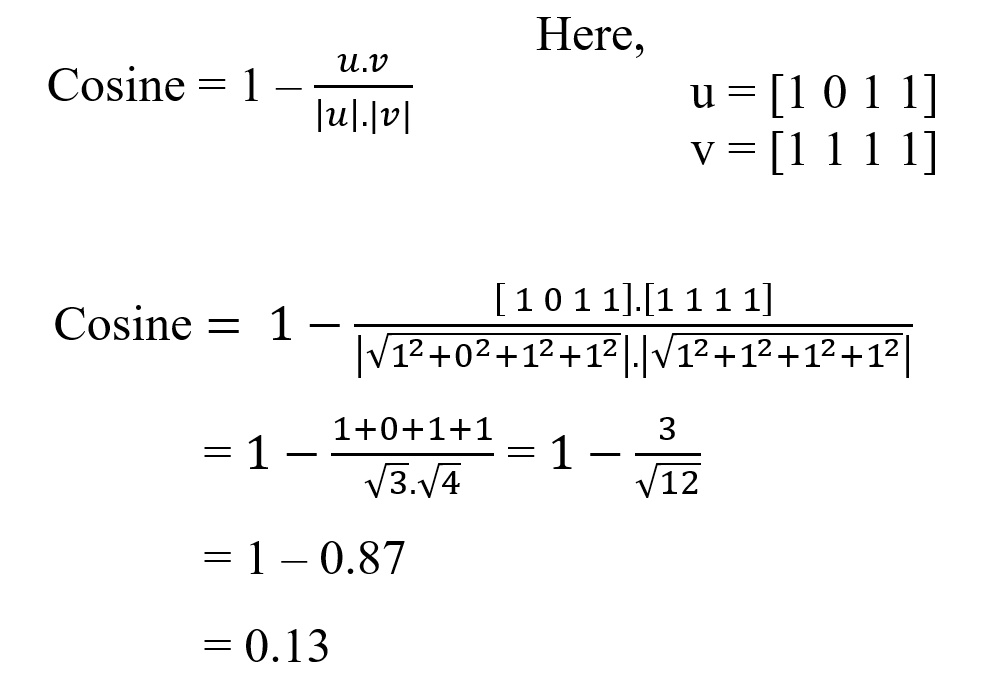 Here,
Cosine = 1 – u.v / |u|.|v|
u = [1 0 1 1]
v = [1 1 1 1]
Cosine = 1 − [ 1 0 1 1].[1 1 1 1] / |√1²+0²+1²+1²|.|√1²+1²+1²+1²|
= 1 − 1+0+1+1 / √3.√4 = 1 − 3 / √12
= 1 – 0.87
= 0.13